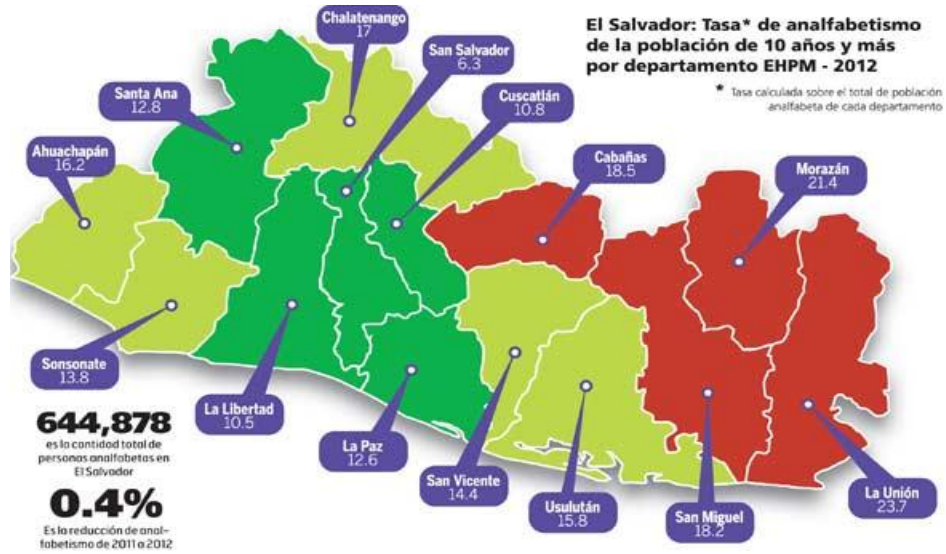 El Salvador: Tasa* de analfabetismo
de la población de 10 años y más
por departamento EHPM - 2012
* Tasa calculada sobre el total de población
analfabeta de cada departamento
Chalatenango
17
San Salvador
6.3
Santa Ana
12.8
Cuscatlán
10.8
Ahuachapán
16.2
Cabañas
18.5
Morazán
21.4
Sonsonate
13.8
La Libertad
10.5
La Paz
12.6
San Vicente
14.4
Usulután
15.8
San Miguel
18.2
La Unión
23.7
644,878
es la cantidad total de
personas analfabetas en
El Salvador
0.4%
Es la reducción de anal-
fabetismo de 2011 a 2012